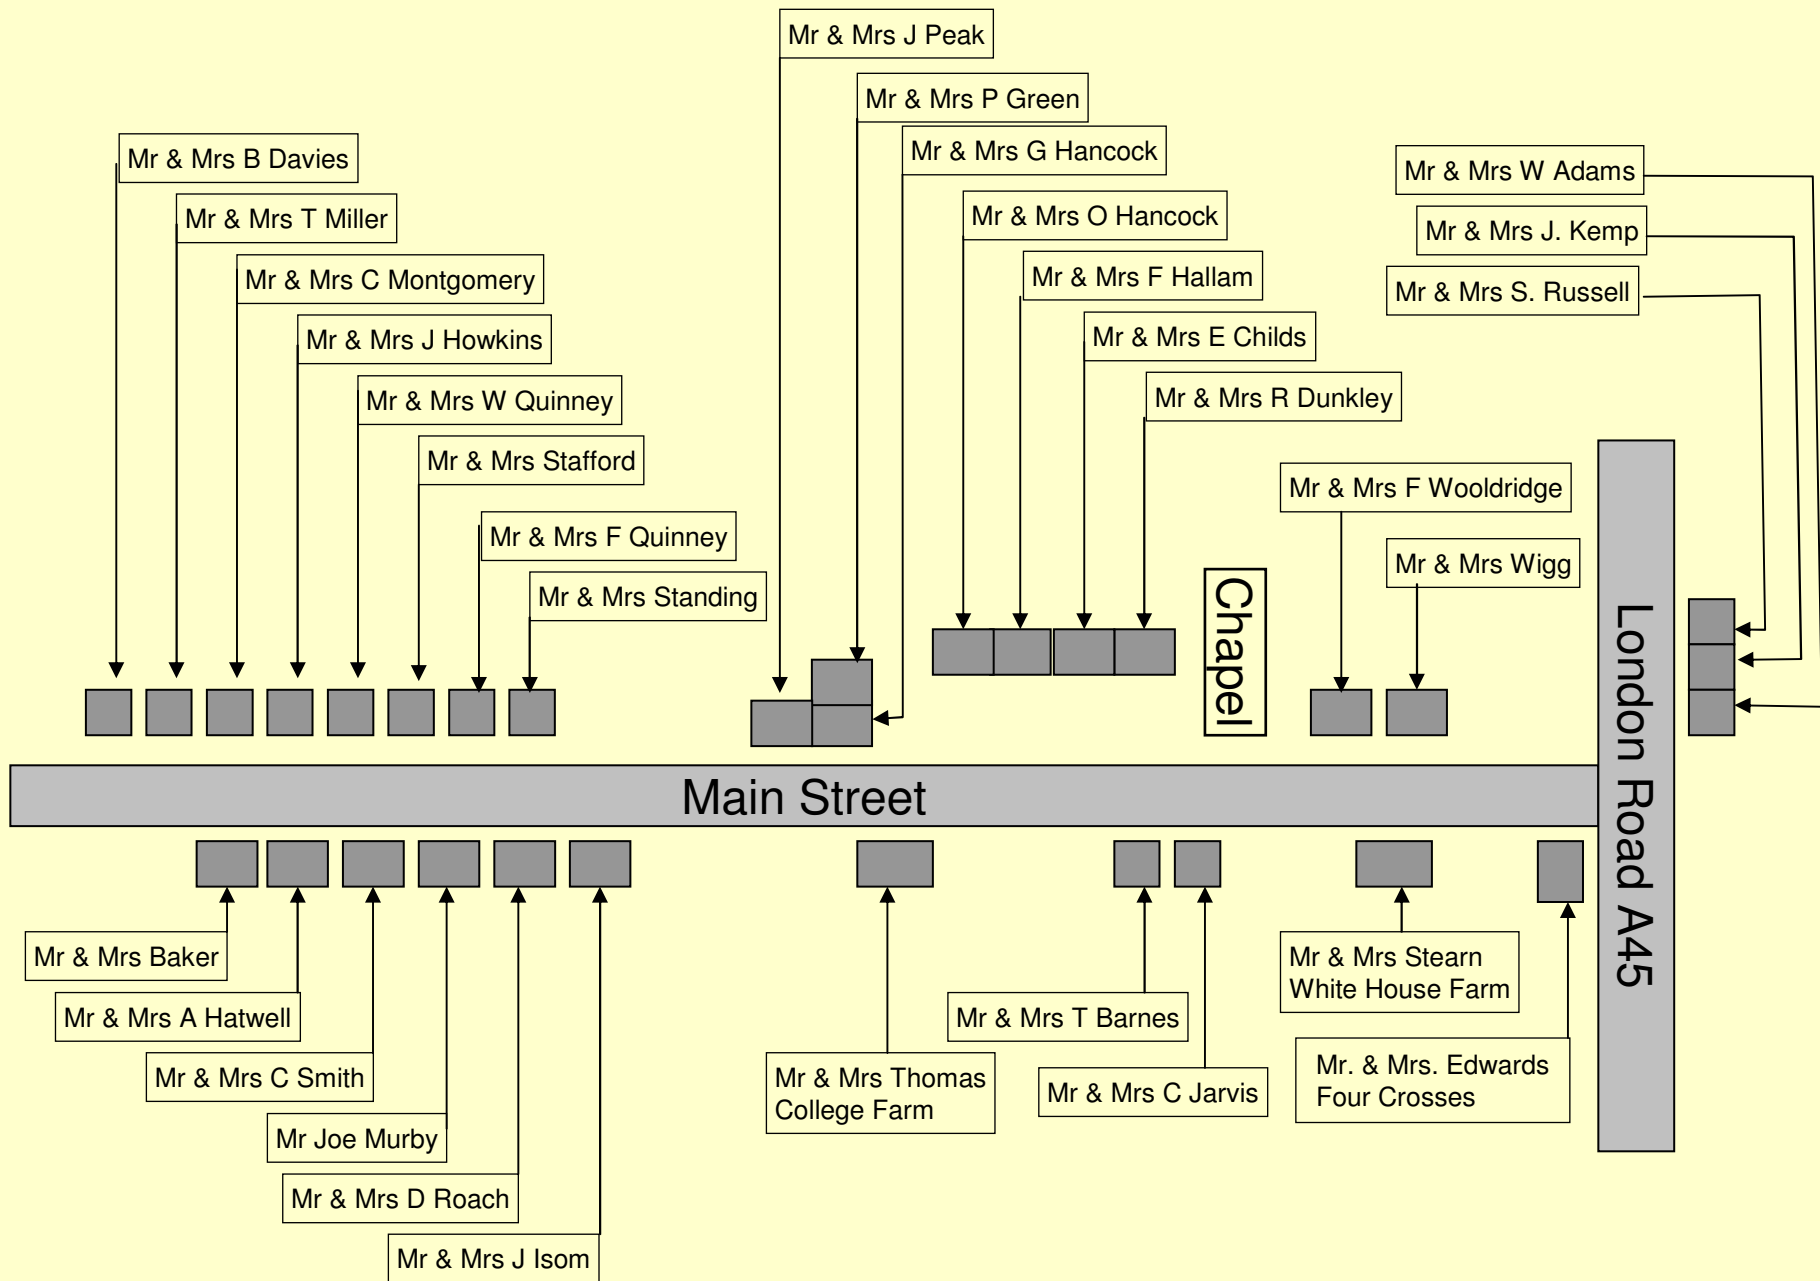 Mr & Mrs J Peak
Mr & Mrs P Green
Mr & Mrs G Hancock
Mr & Mrs B Davies
Mr & Mrs T Miller
Mr & Mrs C Montgomery
Mr & Mrs J Howkins
Mr & Mrs W Quinney
Mr & Mrs Stafford
Mr & Mrs F Quinney
Mr & Mrs Standing
Mr & Mrs O Hancock
Mr & Mrs F Hallam
Mr & Mrs E Childs
Mr & Mrs R Dunkley
Mr & Mrs W Adams
Mr & Mrs J. Kemp
Mr & Mrs S. Russell
Mr & Mrs F Wooldridge
Mr & Mrs Wigg
Chapel
London Road A45
Main Street
Mr & Mrs Baker
Mr & Mrs A Hatwell
Mr & Mrs C Smith
Mr Joe Murby
Mr & Mrs D Roach
Mr & Mrs J Isom
Mr & Mrs Thomas
College Farm
Mr & Mrs T Barnes
Mr & Mrs C Jarvis
Mr & Mrs Stearn
White House Farm
Mr. & Mrs. Edwards
Four Crosses